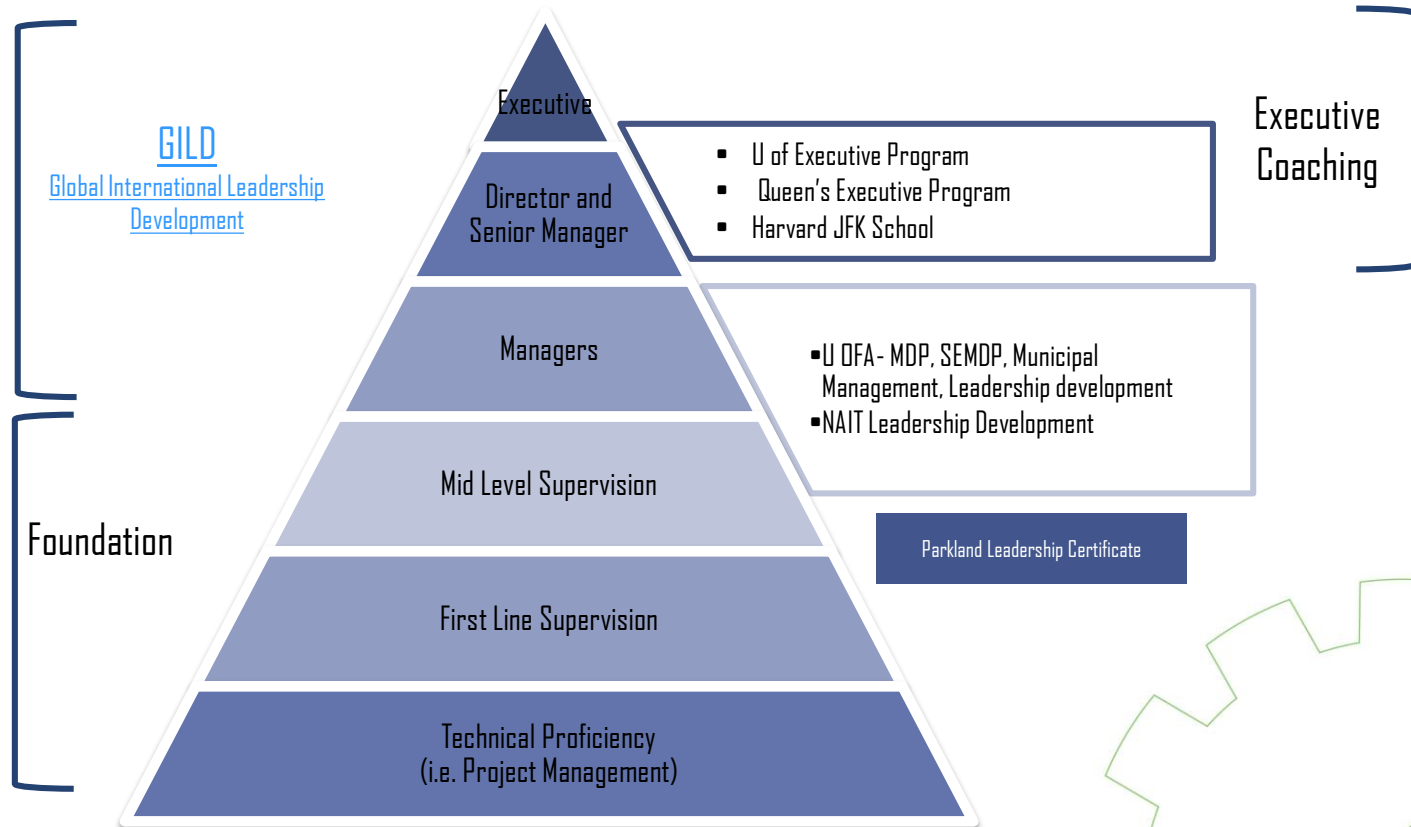 GILD
Global International Leadership
Development
Foundation
Executive
Director and
Senior Manager
Managers
Mid Level Supervision
First Line Supervision
Technical Proficiency
(i.e. Project Management)
▪ U of Executive Program
▪ Queen's Executive Program
▪ Harvard JFK School
▪U OFA- MDP, SEMDP, Municipal
Management, Leadership development
▪NAIT Leadership Development
Parkland Leadership Certificate
Executive
Coaching